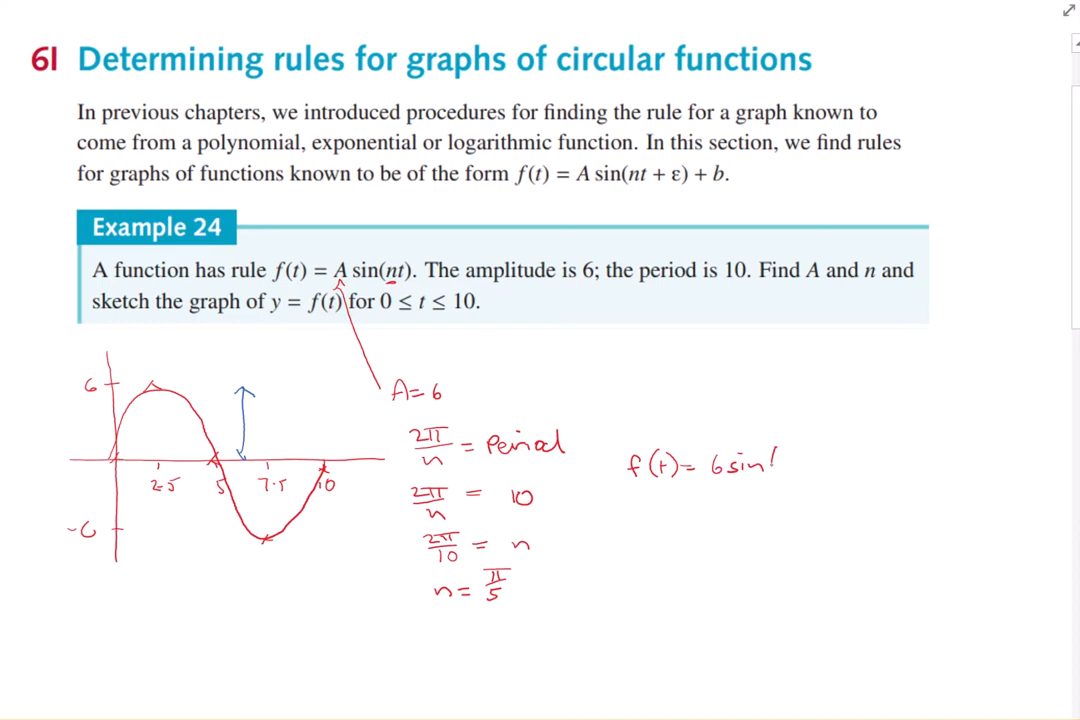 6I Determining rules for graphs of circular functions
In previous chapters, we introduced procedures for finding the rule for a graph known to
come from a polynomial, exponential or logarithmic function. In this section, we find rules
for graphs of functions known to be of the form f(t) = A sin(nt + ε) + b.
Example 24
A function has rule f(t) = A sin(nt). The amplitude is 6; the period is 10. Find A and n and
sketch the graph of y = f(t) for 0 ≤ t ≤ 10.
6
2.5 5 7.5 10
-6
A = 6
2π/n = Period
2π/n = 10
2π/10 = n
n = π/5
f(t) = 6 sin(